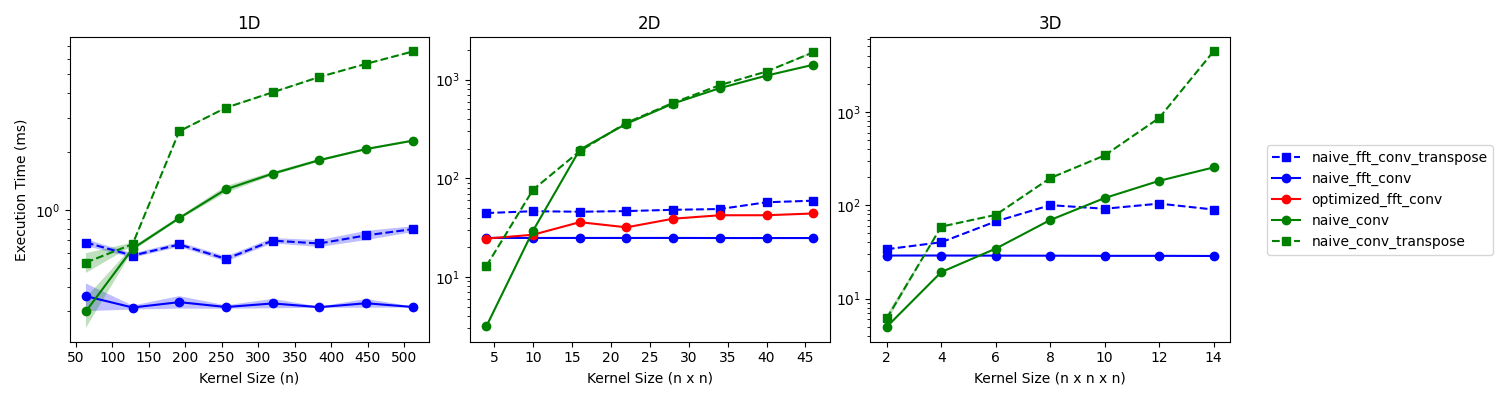 1D
2D
3D
Execution Time (ms)
10⁰
50 100 150 200 250 300 350 400 450 500
Kernel Size (n)
10³
10²
10¹
5 10 15 20 25 30 35 40 45
Kernel Size (n x n)
10³
10²
10¹
2 4 6 8 10 12 14
Kernel Size (n x n x n)
naive_fft_conv_transpose
naive_fft_conv
optimized_fft_conv
naive_conv
naive_conv_transpose